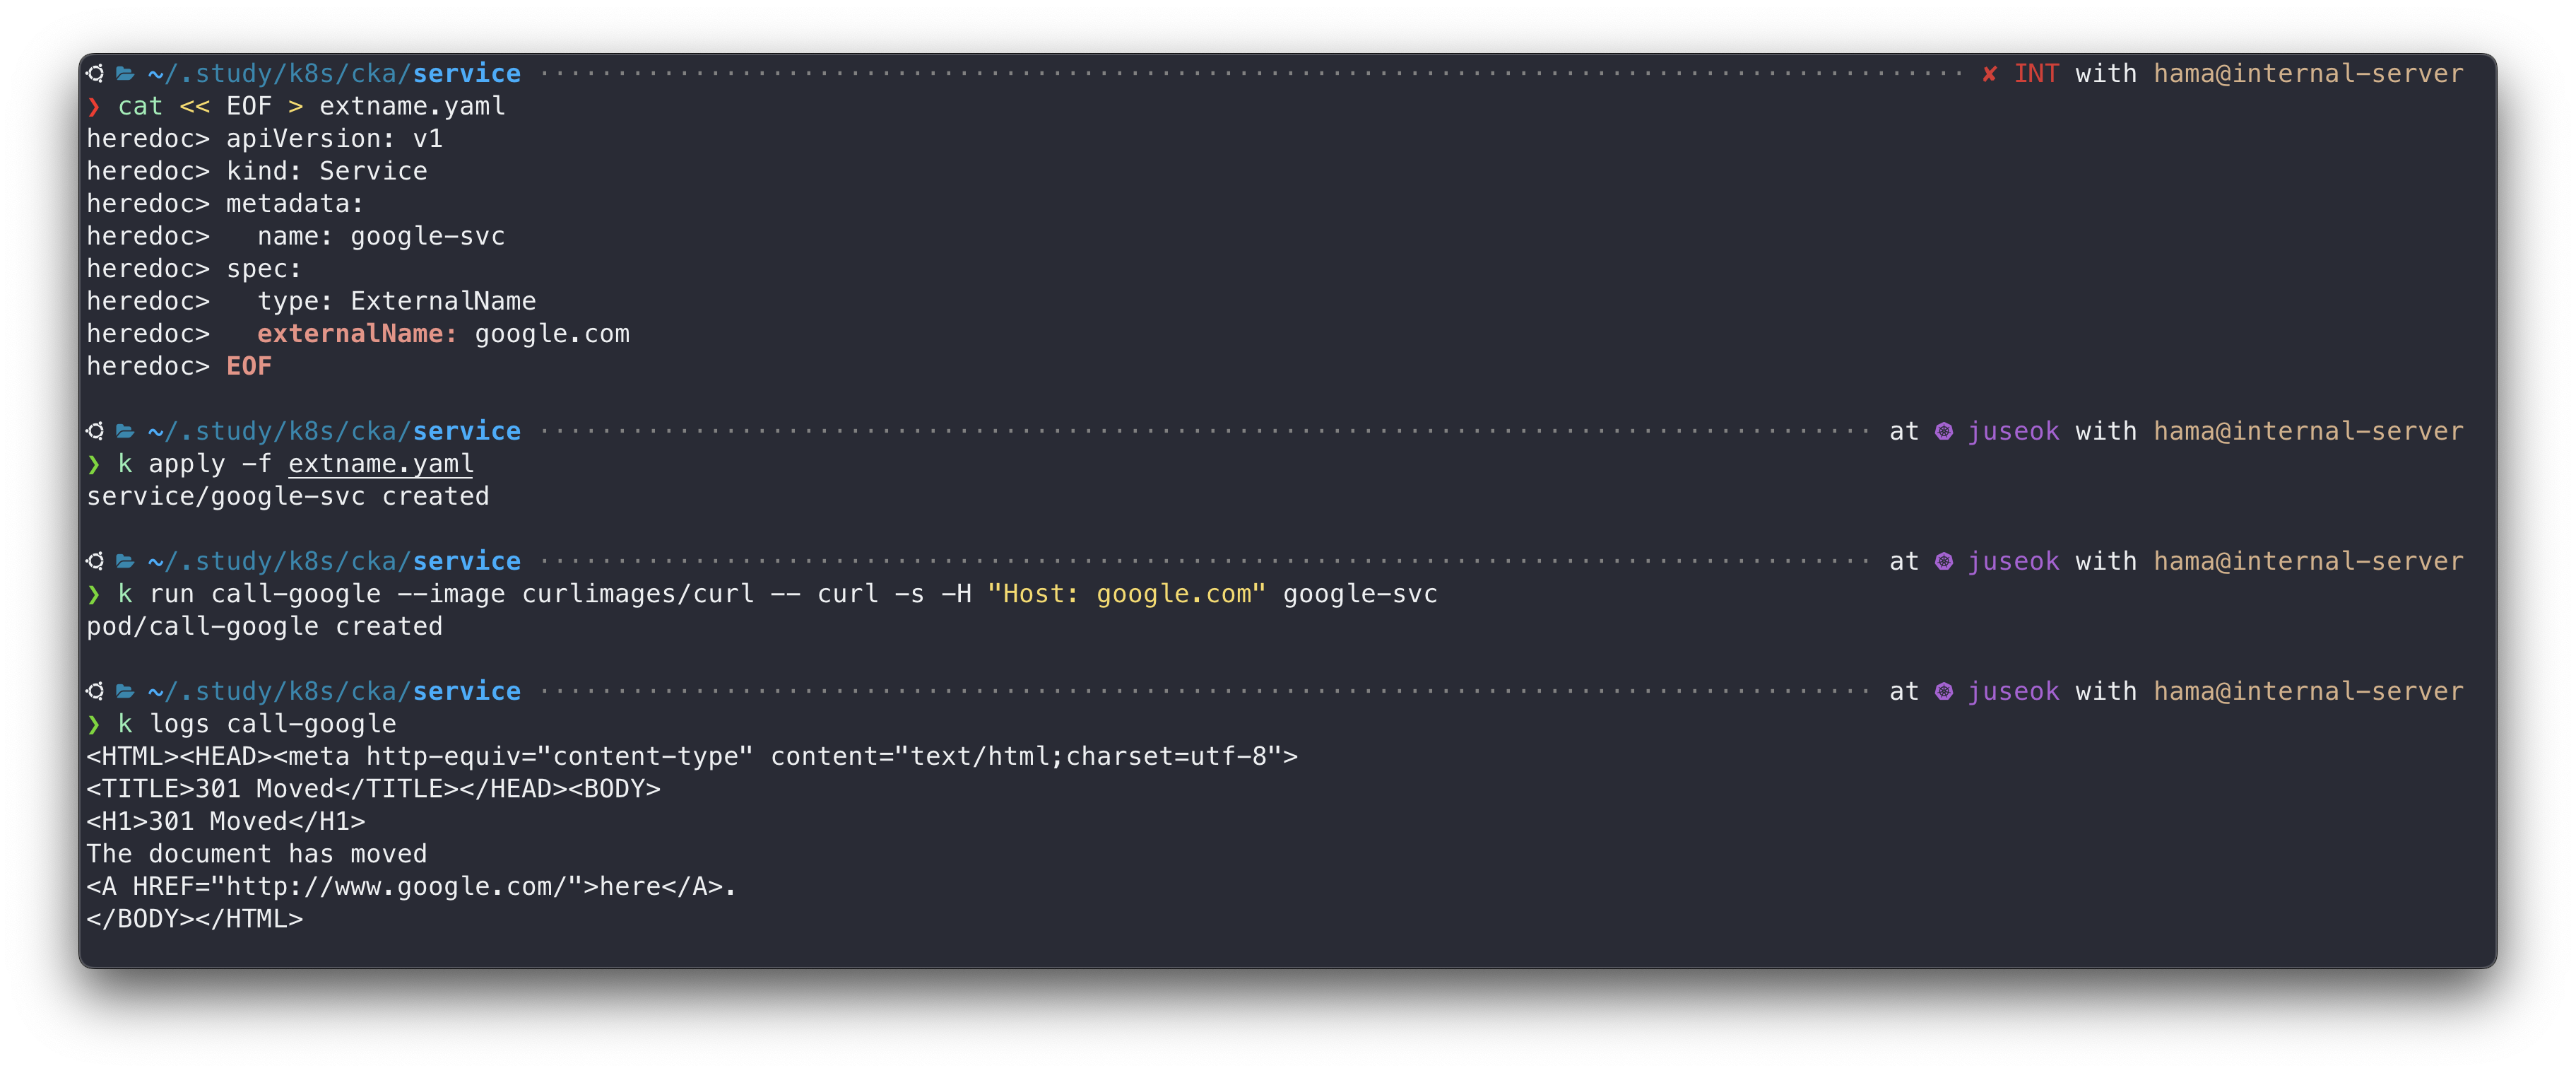 ~/.study/k8s/cka/service ✘ INT with hama@internal-server
❯ cat << EOF > extname.yaml
heredoc> apiVersion: v1
heredoc> kind: Service
heredoc> metadata:
heredoc>   name: google-svc
heredoc> spec:
heredoc>   type: ExternalName
heredoc>   externalName: google.com
heredoc> EOF
~/.study/k8s/cka/service at juseok with hama@internal-server
❯ k apply -f extname.yaml
service/google-svc created
~/.study/k8s/cka/service at juseok with hama@internal-server
❯ k run call-google --image curlimages/curl -- curl -s -H "Host: google.com" google-svc
pod/call-google created
~/.study/k8s/cka/service at juseok with hama@internal-server
❯ k logs call-google
<HTML><HEAD><meta http-equiv="content-type" content="text/html;charset=utf-8">
<TITLE>301 Moved</TITLE></HEAD><BODY>
<H1>301 Moved</H1>
The document has moved
<A HREF="http://www.google.com/">here</A>.
</BODY></HTML>